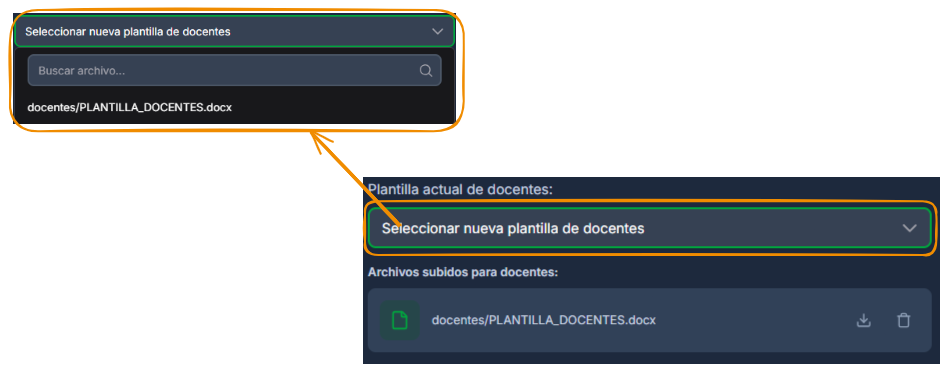 Seleccionar nueva plantilla de docentes
Buscar archivo...
docentes/PLANTILLA_DOCENTES.docx
Plantilla actual de docentes:
Seleccionar nueva plantilla de docentes
Archivos subidos para docentes:
docentes/PLANTILLA_DOCENTES.docx